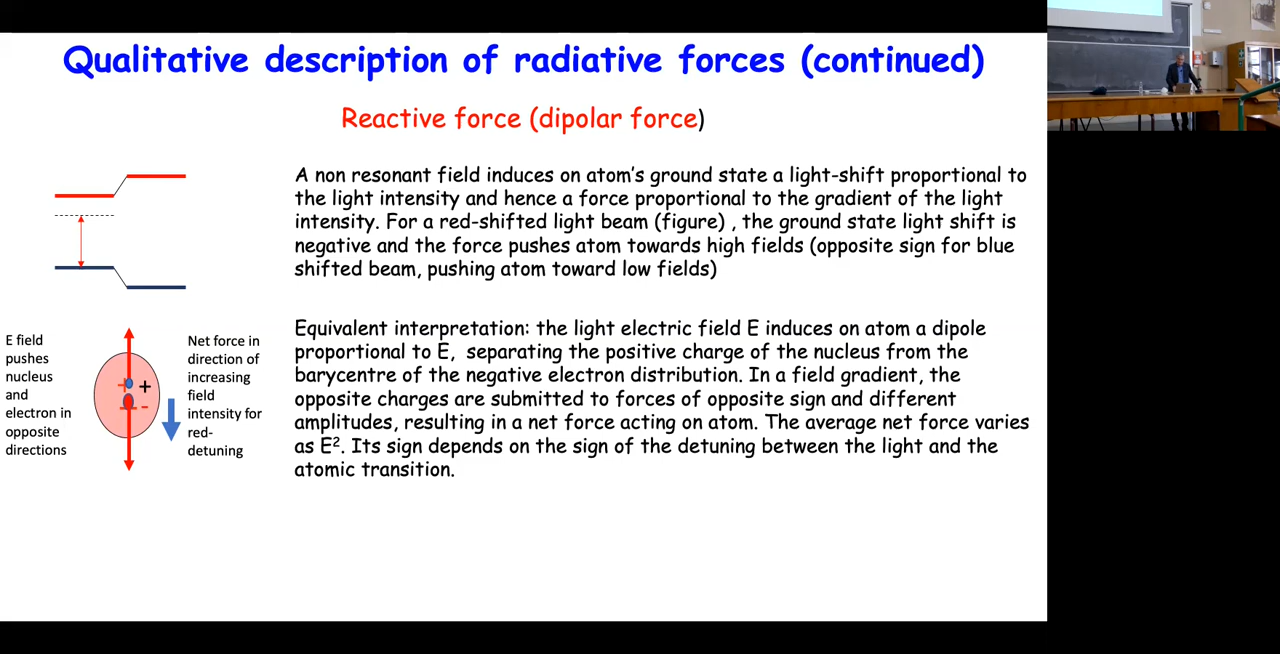 Qualitative description of radiative forces (continued)
Reactive force (dipolar force)
A non resonant field induces on atom's ground state a light-shift proportional to
the light intensity and hence a force proportional to the gradient of the light
intensity. For a red-shifted light beam (figure) , the ground state light shift is
negative and the force pushes atom towards high fields (opposite sign for blue
shifted beam, pushing atom toward low fields)
E field
pushes
nucleus
and
electron in
opposite
directions
+ +
-
Net force in
direction of
increasing
field
intensity for
red-
detuning
Equivalent interpretation: the light electric field E induces on atom a dipole
proportional to E, separating the positive charge of the nucleus from the
barycentre of the negative electron distribution. In a field gradient, the
opposite charges are submitted to forces of opposite sign and different
amplitudes, resulting in a net force acting on atom. The average net force varies
as E². Its sign depends on the sign of the detuning between the light and the
atomic transition.